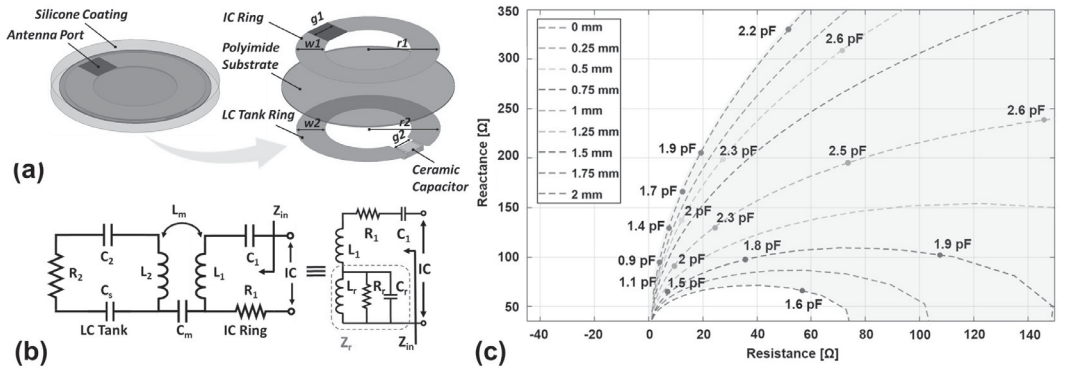 Silicone Coating
Antenna Port
(a)
IC Ring
g1
w1
r1
Polyimide
Substrate
LC Tank Ring
w2
r2
g2
Ceramic
Capacitor
(b)
Lm
Zin
C2
C1
R2
L2
L1
IC
Cs
Cm
R1
LC Tank
IC Ring
R1
C1
L1
IC
Lr
Rr
Cr
Zr
Zin
(c)
Reactance [Ω]
350
300
250
200
150
100
50
0 mm
0.25 mm
0.5 mm
0.75 mm
1 mm
1.25 mm
1.5 mm
1.75 mm
2 mm
2.2 pF
2.6 pF
2.6 pF
1.9 pF
2.3 pF
2.5 pF
1.7 pF
2 pF
1.4 pF
2.3 pF
0.9 pF
2 pF
1.8 pF
1.9 pF
1.1 pF
1.5 pF
1.6 pF
-40 -20 0 20 40 60 80 100 120 140
Resistance [Ω]